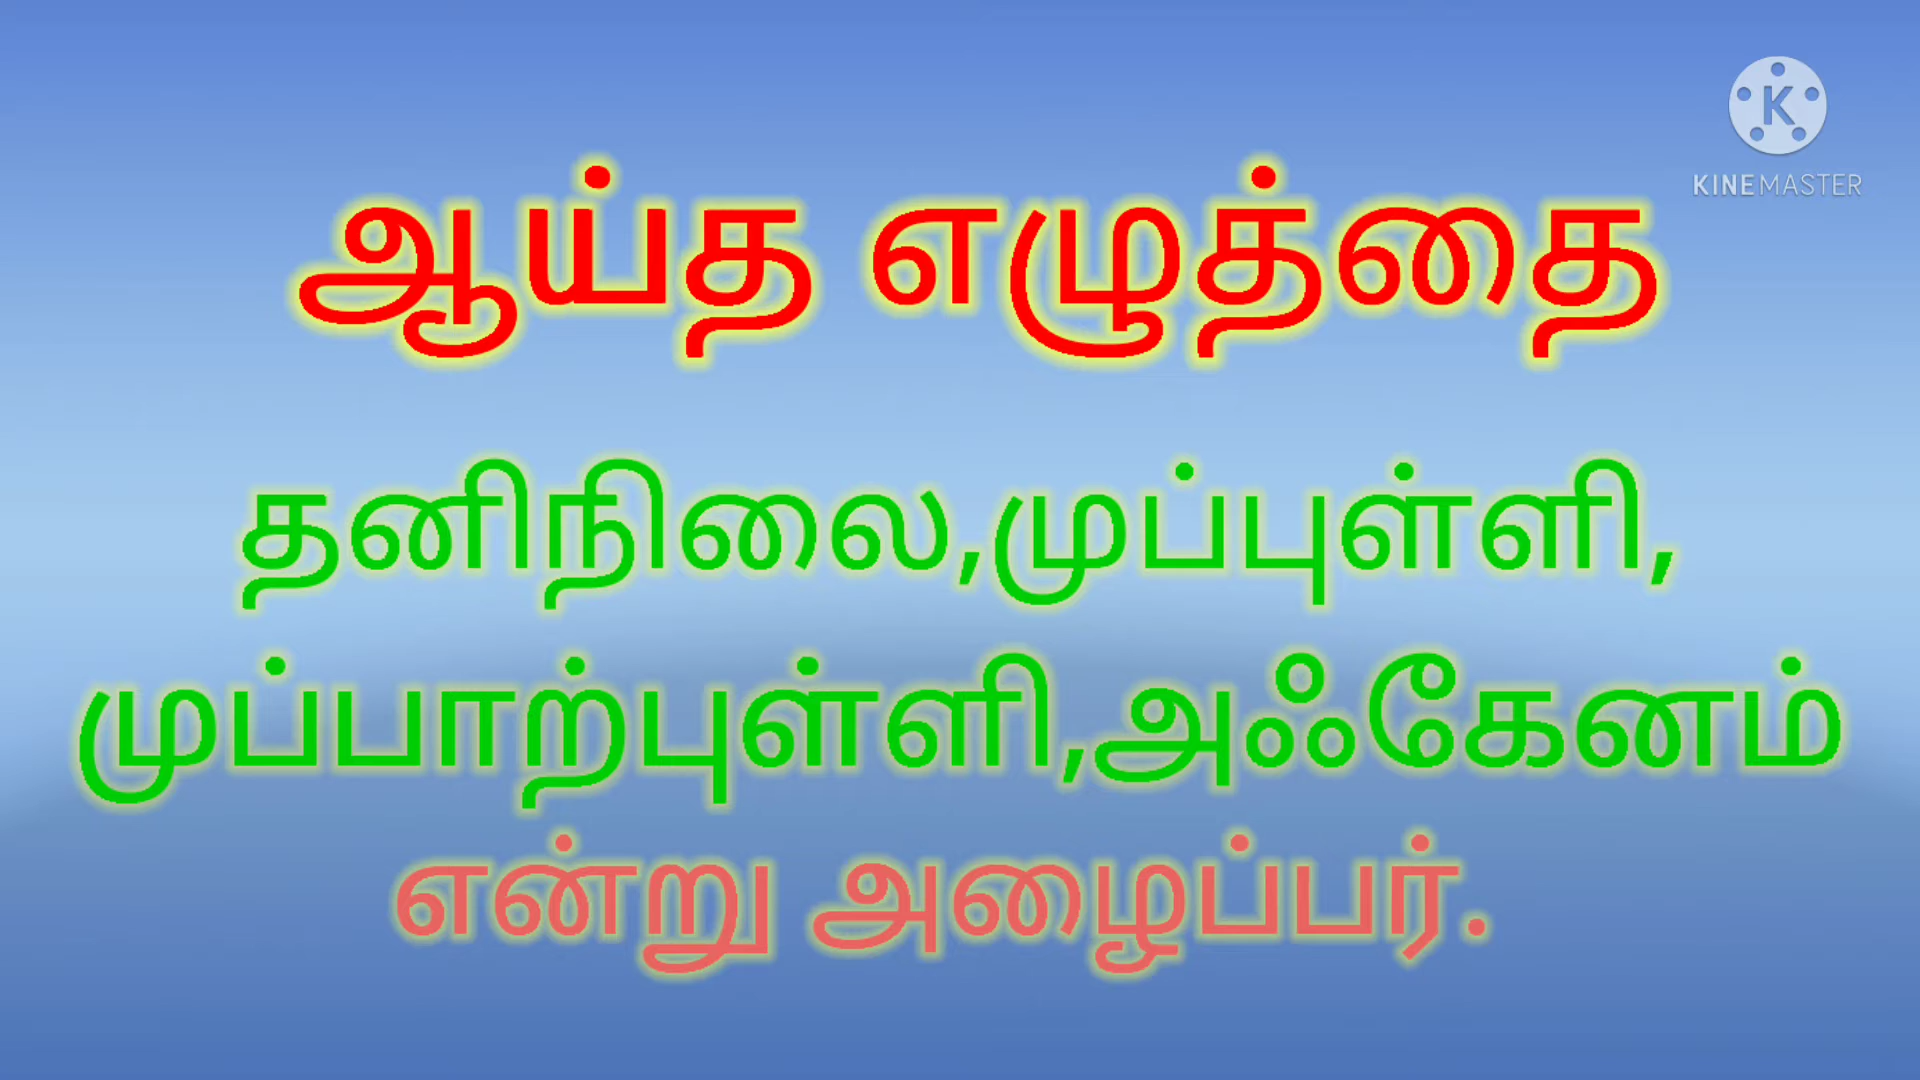 K
KINEMASTER
ஆய்த எழுத்தை
தனிநிலை,முப்புள்ளி,
முப்பாற்புள்ளி,அஃகேனம்
என்று அழைப்பர்.